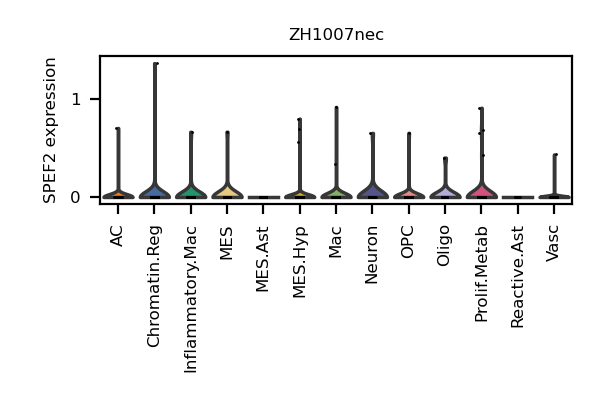 ZH1007nec
SPEF2 expression
1
0
AC
Chromatin.Reg
Inflammatory.Mac
MES
MES.Ast
MES.Hyp
Mac
Neuron
OPC
Oligo
Prolif.Metab
Reactive.Ast
Vasc